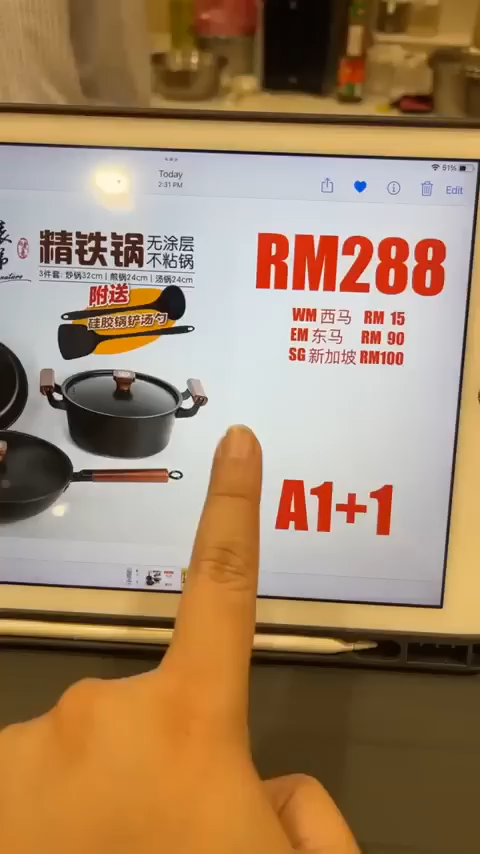 51%
Today
2:31 PM
Edit
精铁锅
无涂层
不粘锅
3件套: 炒锅32cm | 煎锅24cm | 汤锅24cm
附送
硅胶锅铲汤勺
RM288
WM 西马 RM 15
EM 东马 RM 90
SG 新加坡 RM100
A1+1